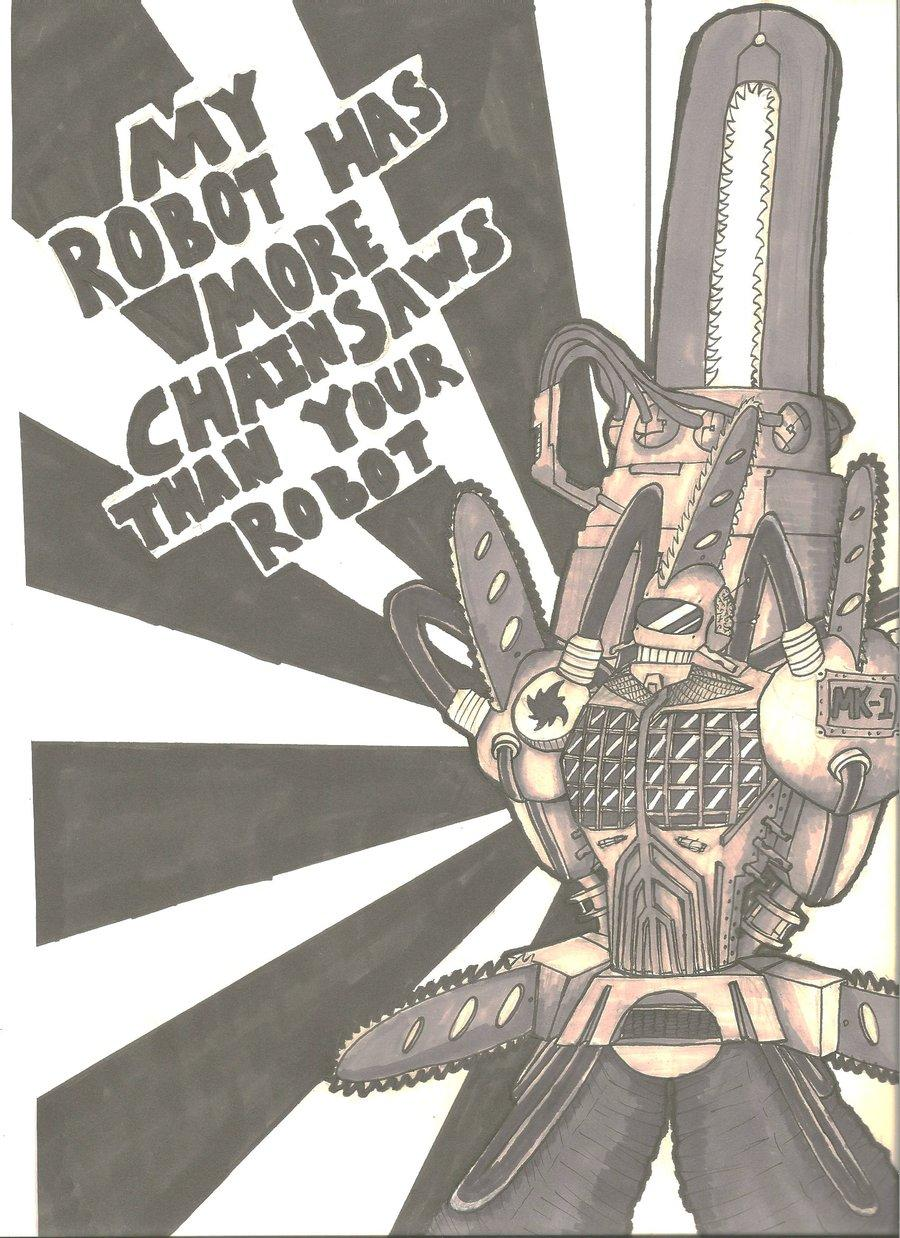 MY
ROBOT HAS
MORE
CHAINSAWS
THAN YOUR
ROBOT
MK-1